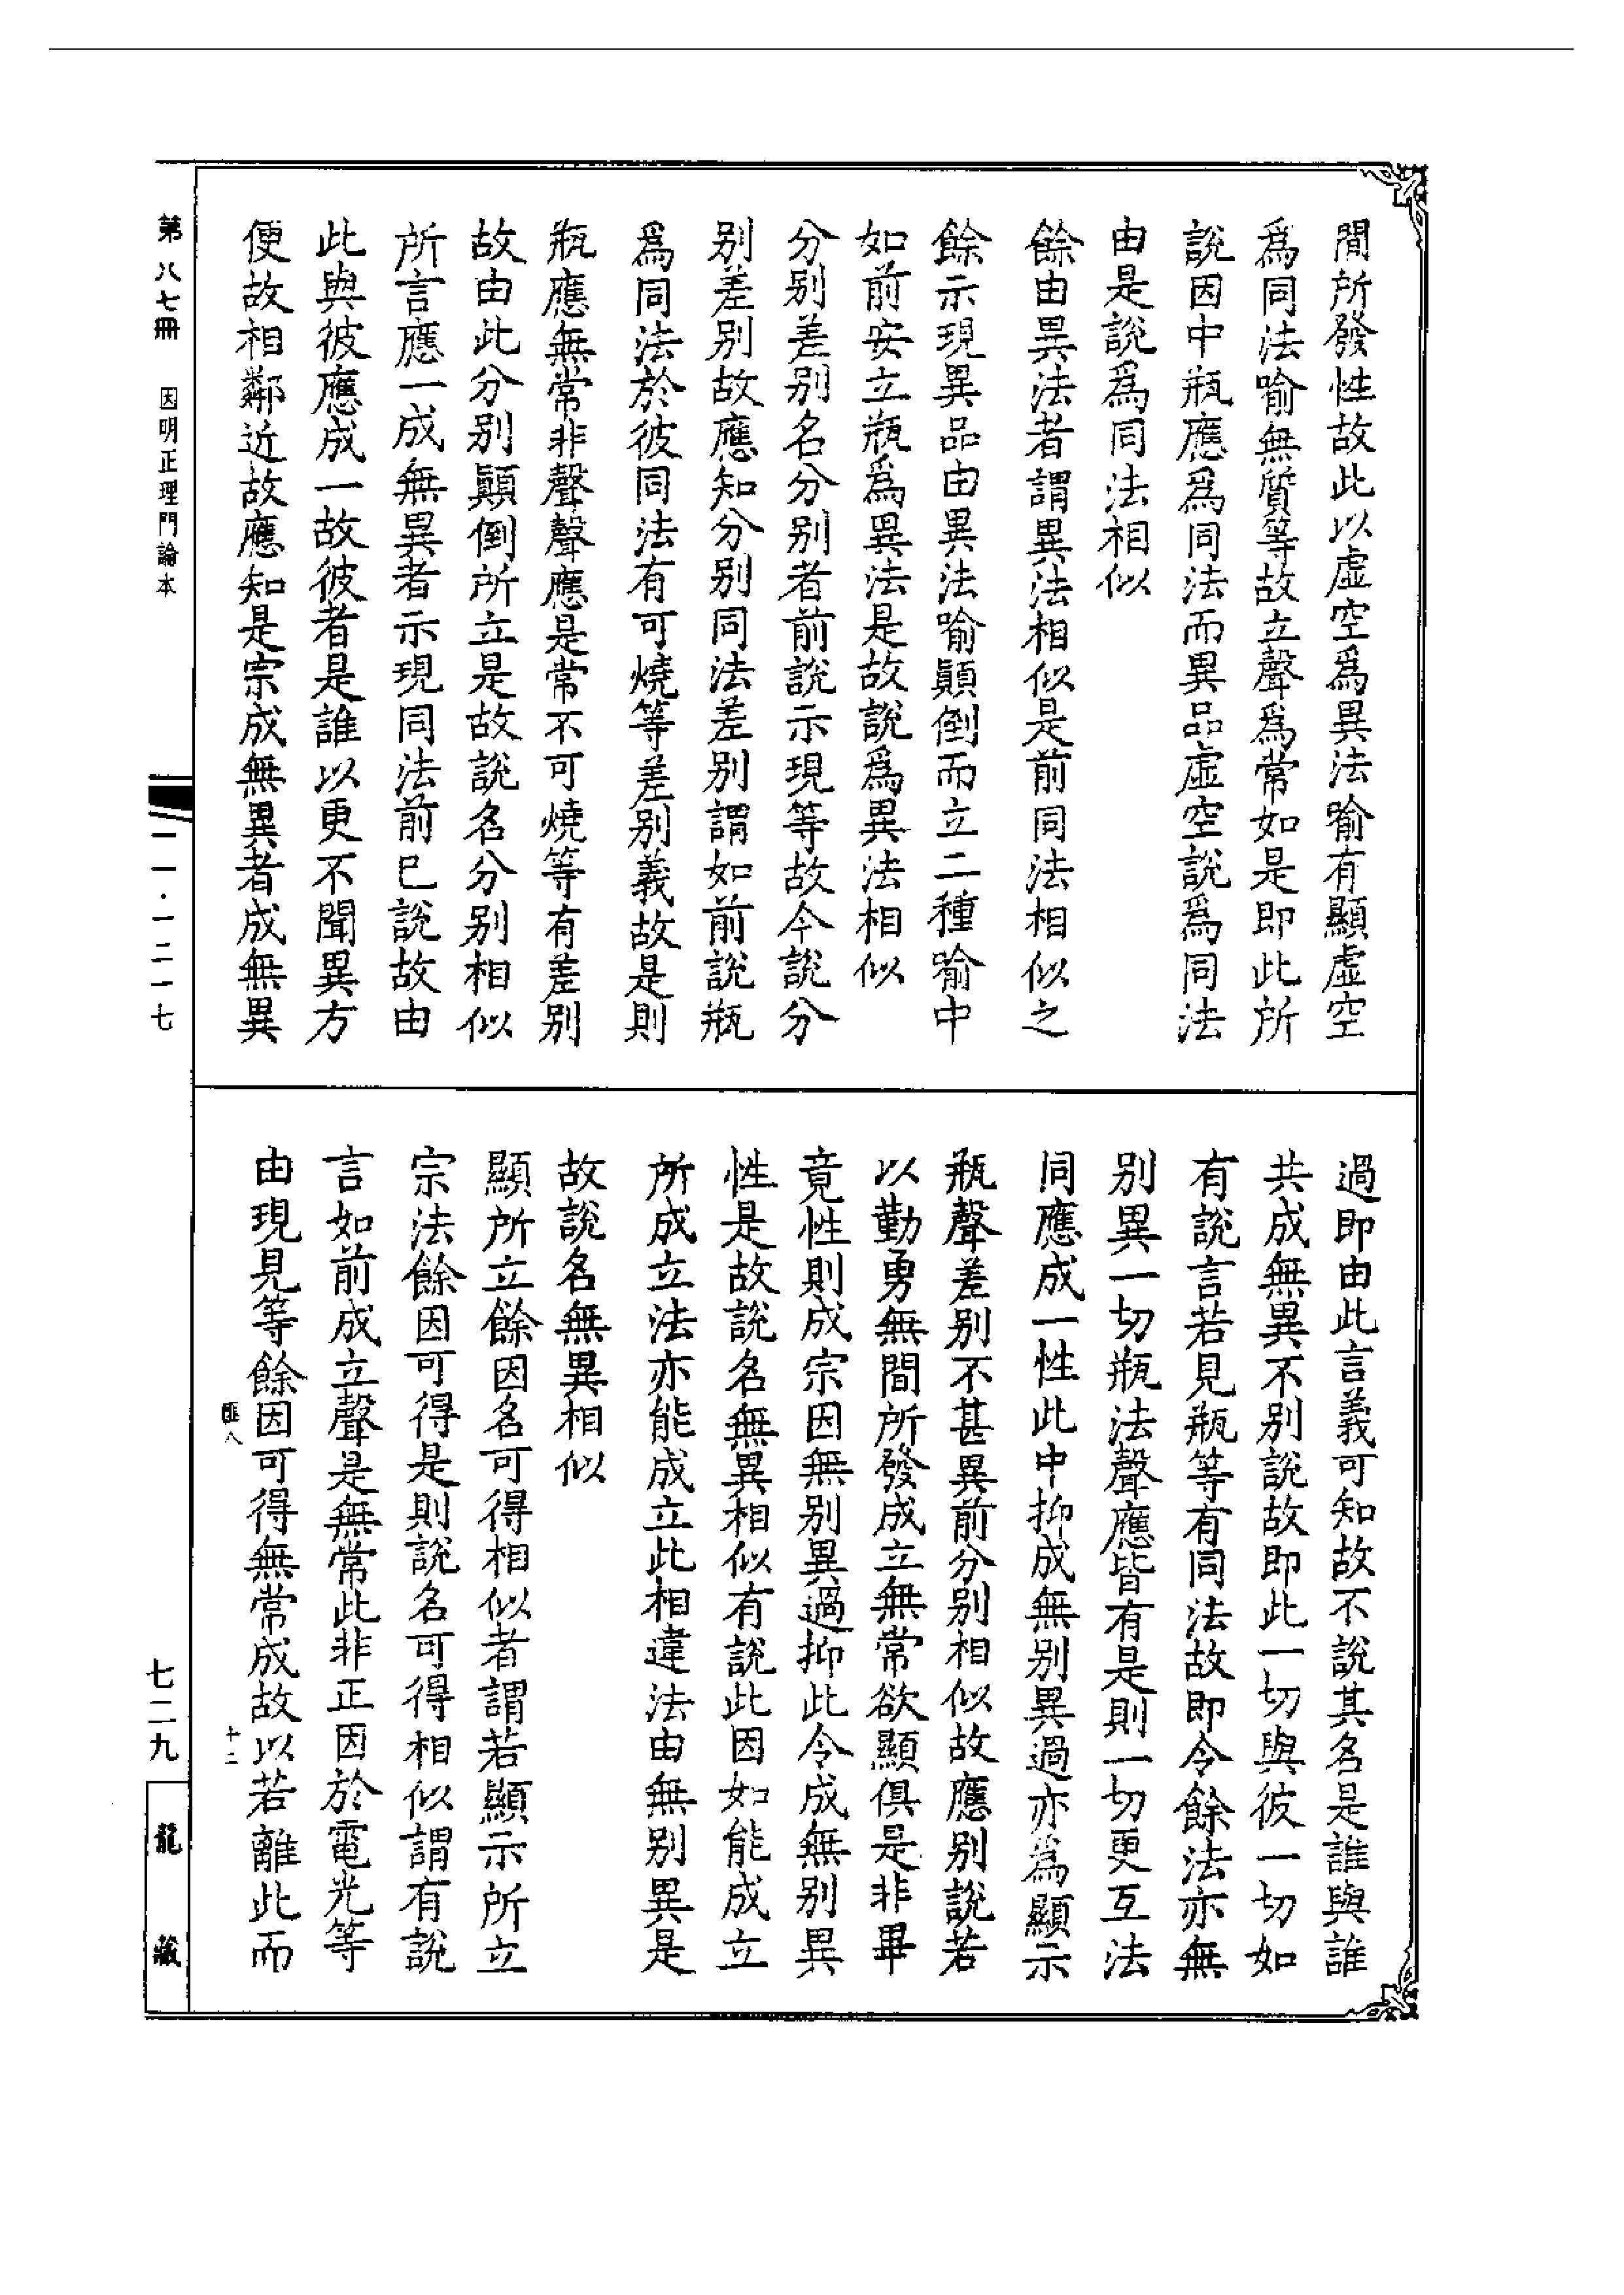 間所發性故此以虛空爲異法喻有顯虛空
爲同法喻無質等故立聲爲常如是即此所
說因中瓶應爲同法而異品虛空說爲同法
由是說爲同法相似
餘由異法者謂異法相似是前同法相似之
餘示現異品由異法喻顚倒而立二種喻中
如前安立瓶爲異法是故說爲異法相似
分別差別名分別者前說示現等故今說分
別差別故應知分別同法差別謂如前說瓶
爲同法於彼同法有可燒等差別義故是則
瓶應無常非聲聲應是常不可燒等有差別
故由此分別顚倒所立是故說名分別相似
所言應一成無異者示現同法前已說故由
此與彼應成一故彼者是誰以更不聞異方
便故相鄰近故應知是宗成無異者成無異
過即由此言義可知故不說其名是誰與誰
共成無異不別說故即此一切與彼一切如
有說言若見瓶等有同法故即令餘法亦無
別異一切瓶法聲應皆有是則一切更互法
同應成一性此中抑成無別異過亦爲顯示
瓶聲差別不甚異前分別相似故應別說若
以勤勇無間所發成立無常欲顯俱是非畢
竟性則成宗因無別異過抑此令成無別異
性是故說名無異相似有說此因如能成立
所成立法亦能成立此相違法由無別異是
故說名無異相似
顯所立餘因名可得相似者謂若顯示所立
宗法餘因可得是則說名可得相似謂有說
言如前成立聲是無常此非正因於電光等
由現見等餘因可得無常成故以若離此而
匪八 十二
第八七冊 因明正理門論本 一一·一二一七
七二九 龍藏